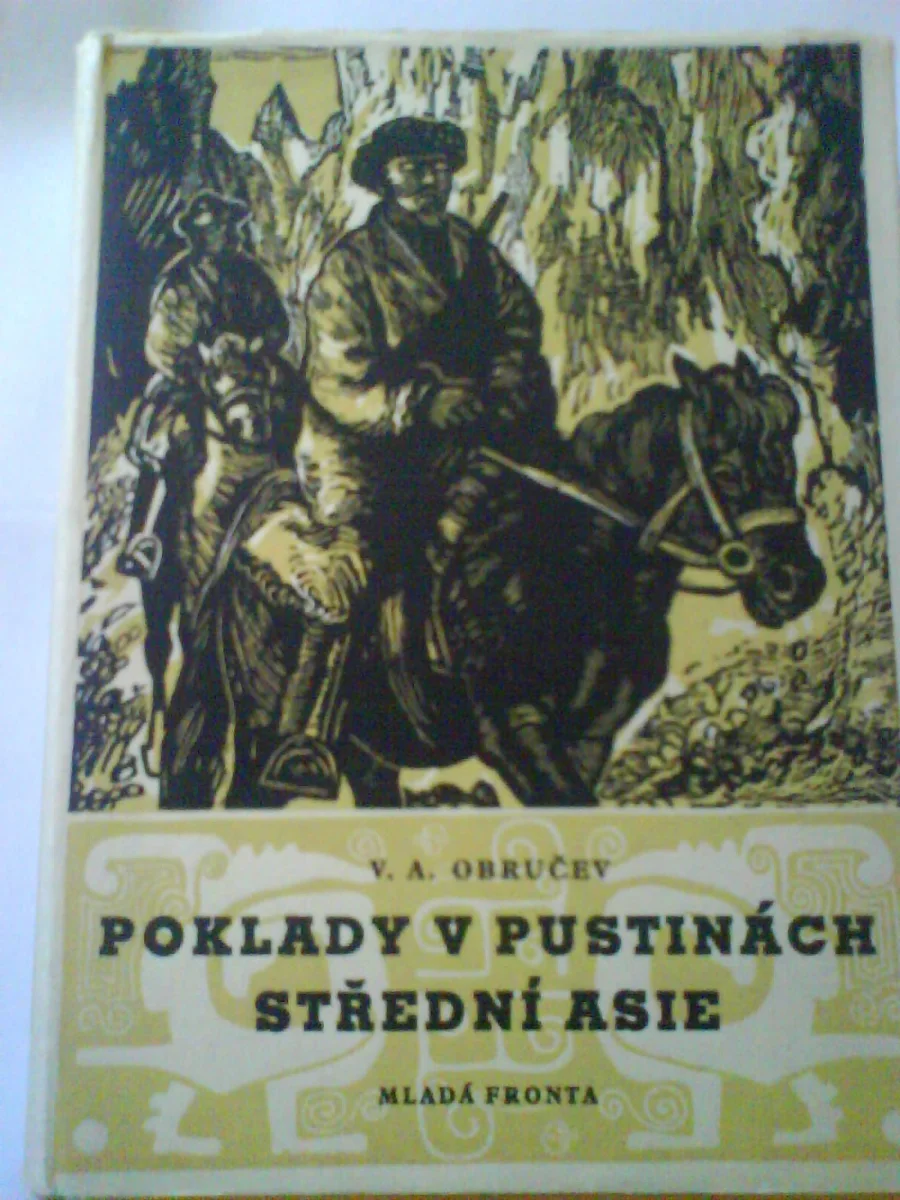 V. A. OBRUČEV
POKLADY V PUSTINÁCH
STŘEDNÍ ASIE
MLADÁ FRONTA